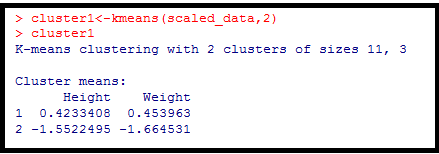 > cluster1<-kmeans(scaled_data,2)
> cluster1
K-means clustering with 2 clusters of sizes 11, 3
Cluster means:
Height Weight
1 0.4233408 0.453963
2 -1.5522495 -1.664531